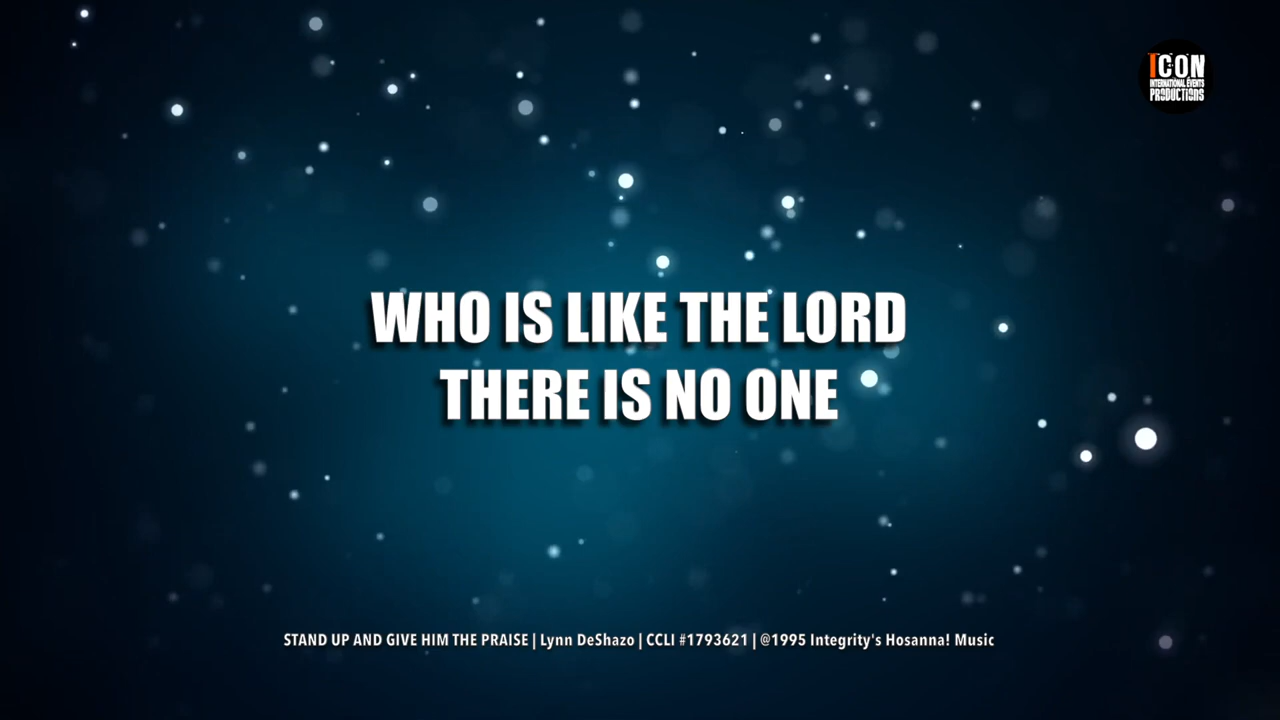 ICON
INTERNATIONAL EVENTS
PRODUCTIONS
WHO IS LIKE THE LORD
THERE IS NO ONE
STAND UP AND GIVE HIM THE PRAISE | Lynn DeShazo | CCLI #1793621 | @1995 Integrity's Hosanna! Music